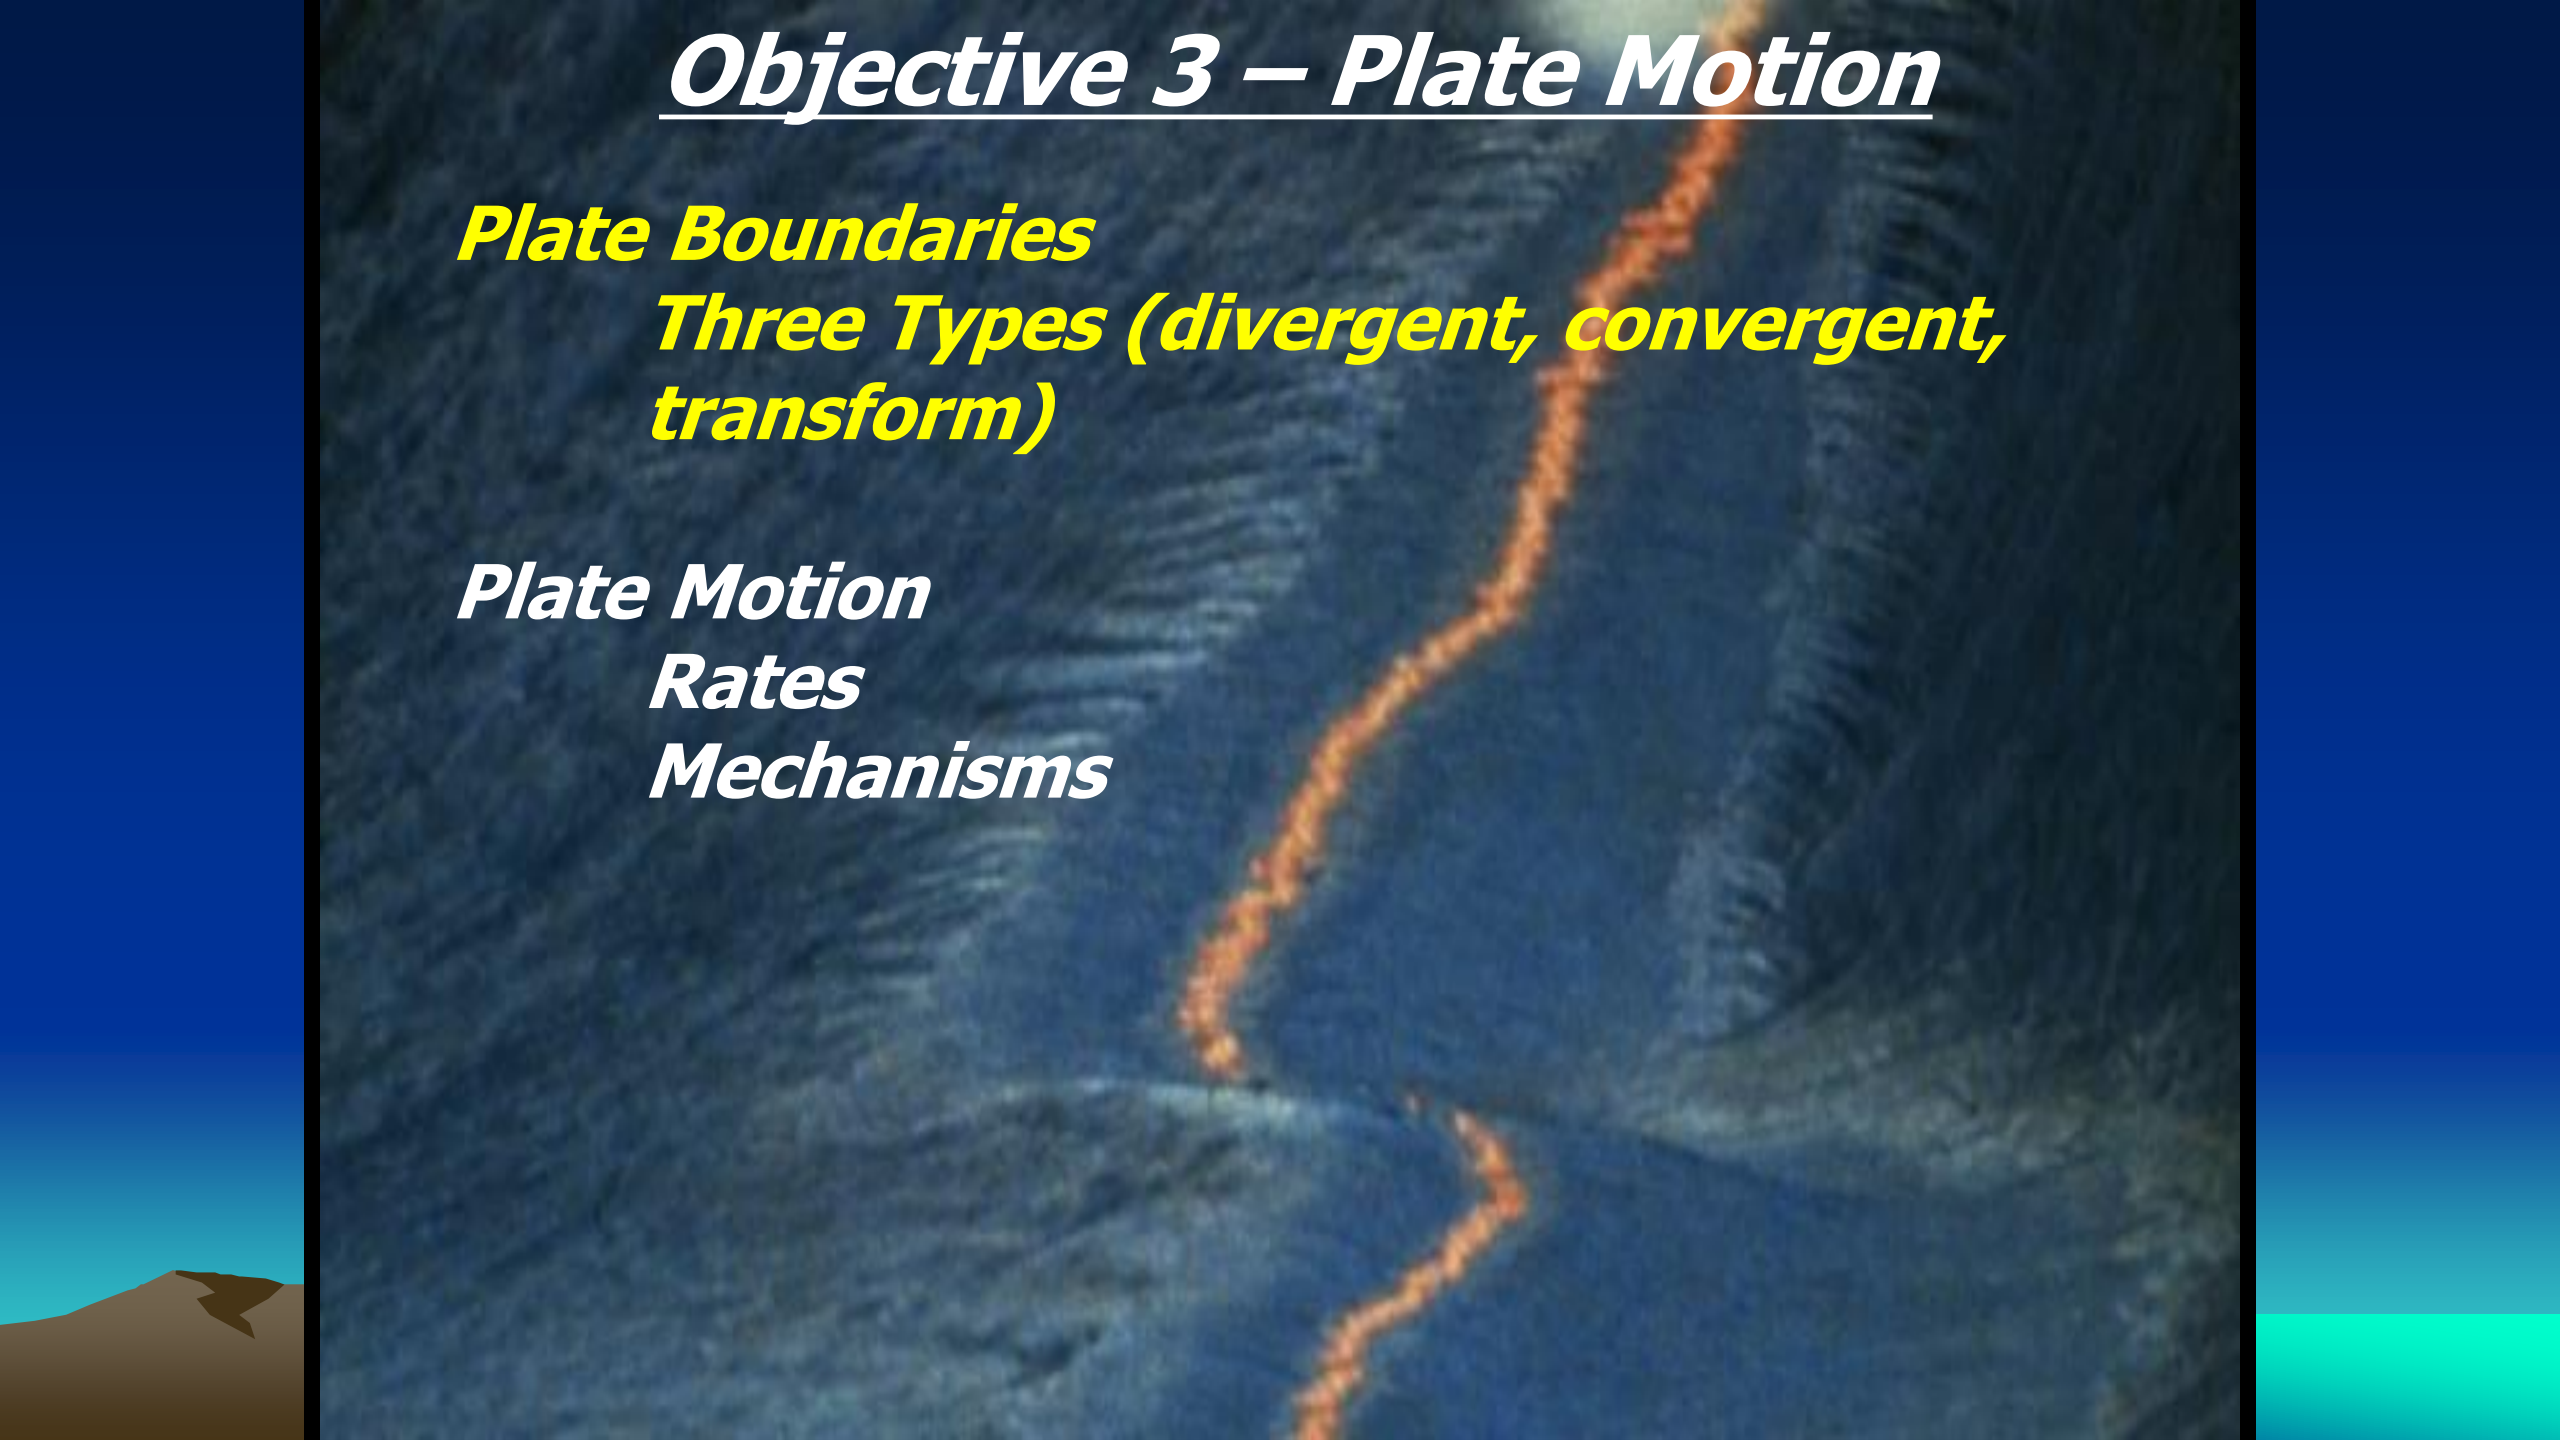 Objective 3 – Plate Motion
Plate Boundaries
Three Types (divergent, convergent,
transform)
Plate Motion
Rates
Mechanisms